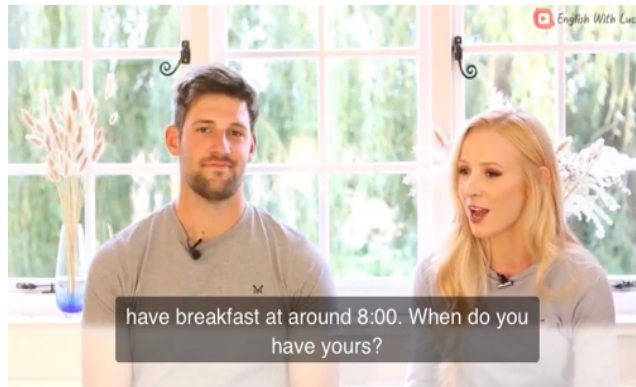 English With Luc
have breakfast at around 8:00. When do you
have yours?